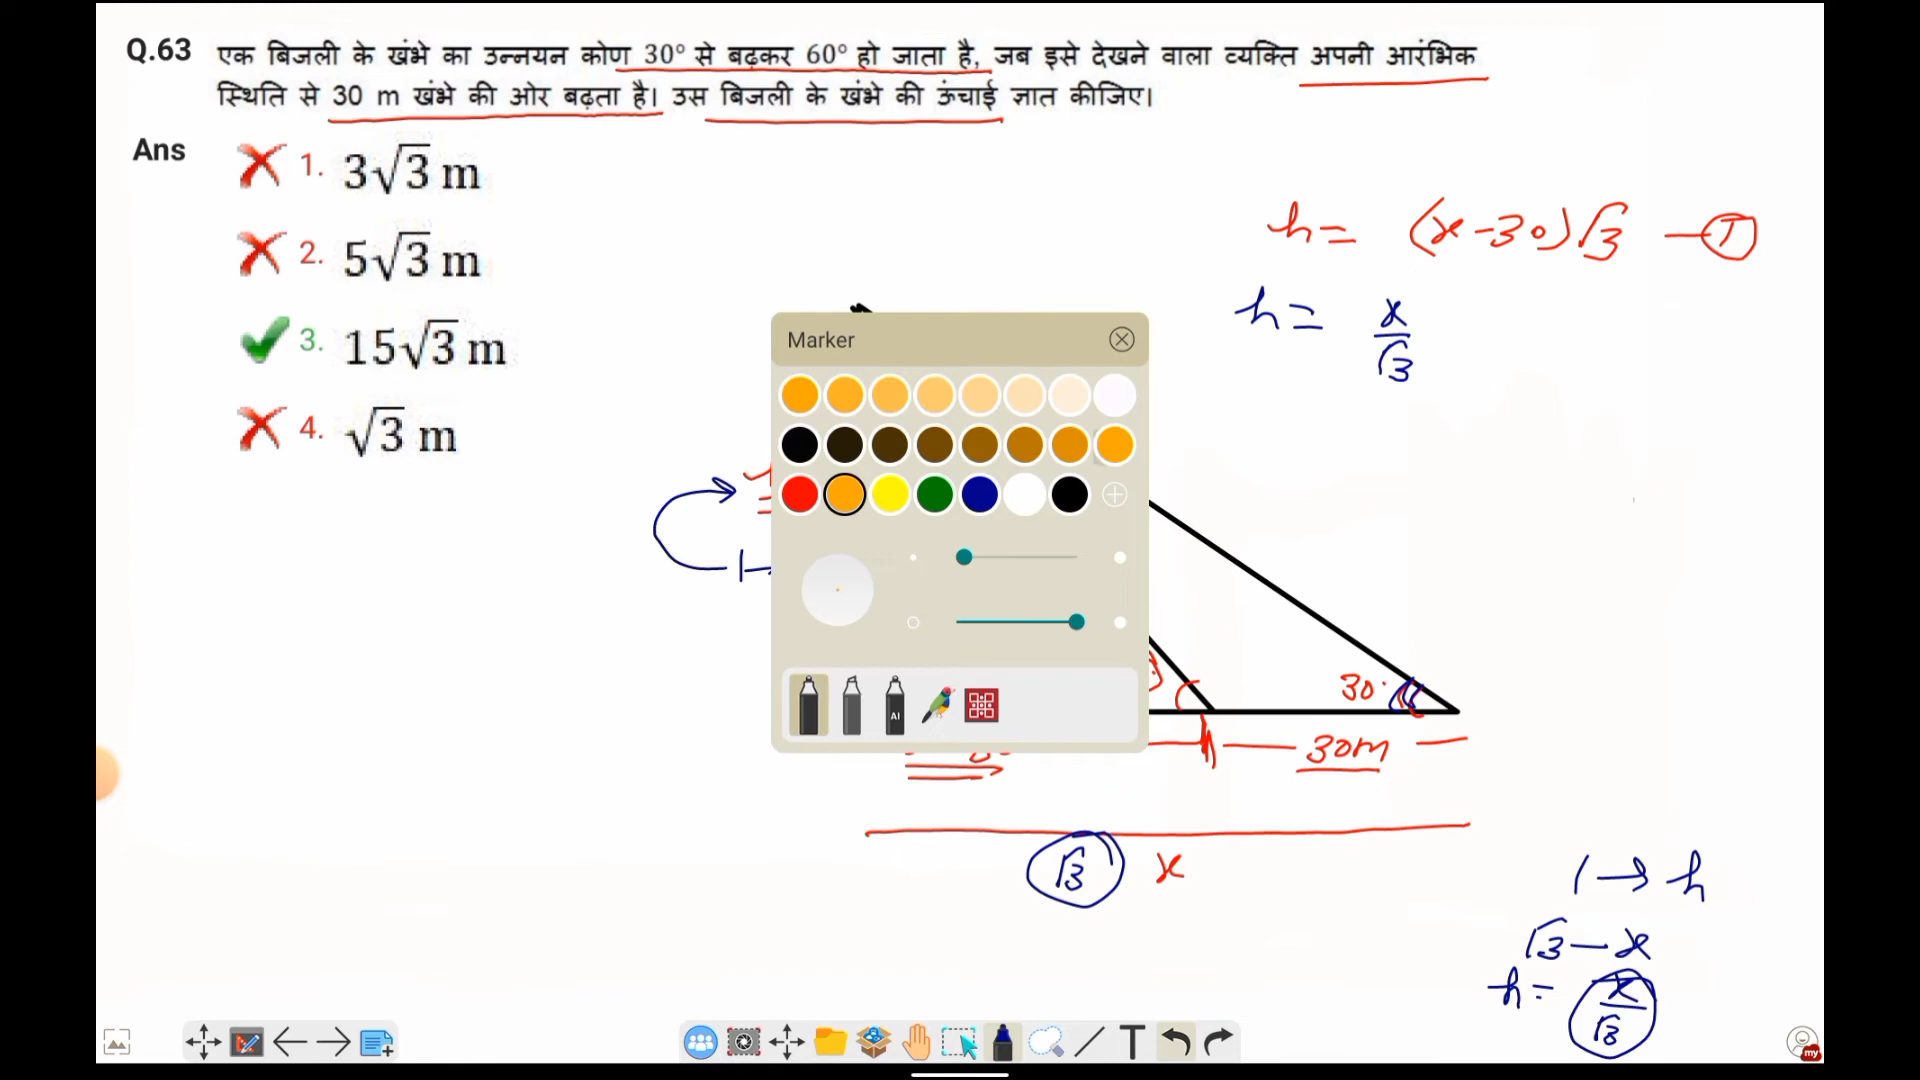 Q.63 एक बिजली के खंभे का उन्नयन कोण 30° से बढ़कर 60° हो जाता है, जब इसे देखने वाला व्यक्ति अपनी आरंभिक
स्थिति से 30 m खंभे की ओर बढ़ता है। उस बिजली के खंभे की ऊंचाई ज्ञात कीजिए।
Ans
1. 3√3 m
2. 5√3 m
3. 15√3 m
4. √3 m
h = (x-30)√3 — ①
h = x/√3
Marker
AI
30°
30m
√3 x
1 → h
√3 — x
h = x/√3
T
my